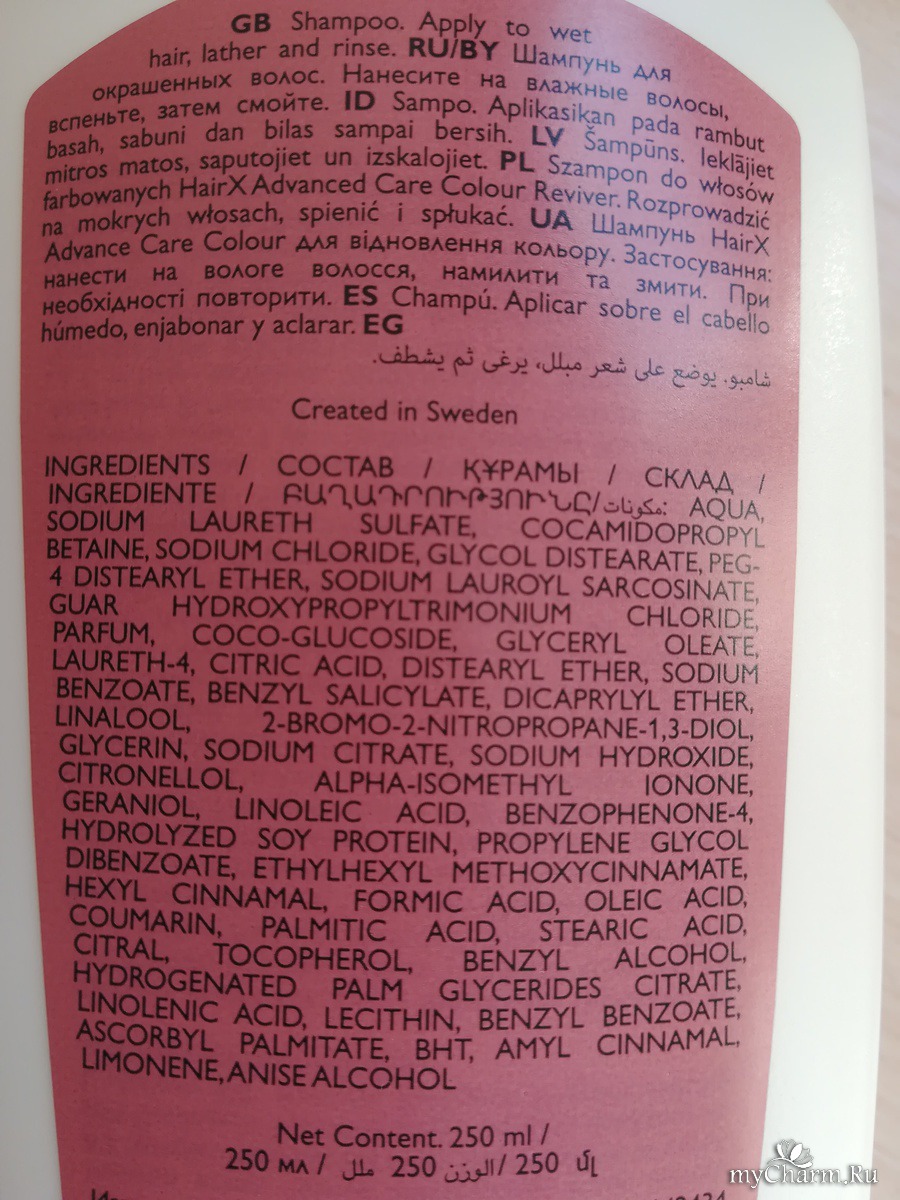 GB Shampoo. Apply to wet
hair, lather and rinse. RU/BY Шампунь для
окрашенных волос. Нанесите на влажные волосы,
вспеньте, затем смойте. ID Sampo. Aplikasikan pada rambut
basah, sabuni dan bilas sampai bersih. LV Šampūns. Ieklājiet
mitros matos, saputojiet un izskalojiet. PL Szampon do włosów
farbowanych HairX Advanced Care Colour Reviver. Rozprowadzić
na mokrych włosach, spienić i spłukać. UA Шампунь HairX
Advance Care Colour для відновлення кольору. Застосування:
нанести на вологе волосся, намилити та змити. При
необхідності повторити. ES Champú. Aplicar sobre el cabello
húmedo, enjabonar y aclarar. EG
شامبو. يوضع على شعر مبلل، يرغى ثم يشطف.
Created in Sweden
INGREDIENTS / СОСТАВ / ҚҰРАМЫ / СКЛАД /
INGREDIENTE / ԲԱՂԱԴՐՈՒԹՅՈՒՆԸ/مكونات: AQUA,
SODIUM LAURETH SULFATE, COCAMIDOPROPYL
BETAINE, SODIUM CHLORIDE, GLYCOL DISTEARATE, PEG-
4 DISTEARYL ETHER, SODIUM LAUROYL SARCOSINATE,
GUAR HYDROXYPROPYLTRIMONIUM CHLORIDE,
PARFUM, COCO-GLUCOSIDE, GLYCERYL OLEATE,
LAURETH-4, CITRIC ACID, DISTEARYL ETHER, SODIUM
BENZOATE, BENZYL SALICYLATE, DICAPRYLYL ETHER,
LINALOOL, 2-BROMO-2-NITROPROPANE-1,3-DIOL,
GLYCERIN, SODIUM CITRATE, SODIUM HYDROXIDE,
CITRONELLOL, ALPHA-ISOMETHYL IONONE,
GERANIOL, LINOLEIC ACID, BENZOPHENONE-4,
HYDROLYZED SOY PROTEIN, PROPYLENE GLYCOL
DIBENZOATE, ETHYLHEXYL METHOXYCINNAMATE,
HEXYL CINNAMAL, FORMIC ACID, OLEIC ACID,
COUMARIN, PALMITIC ACID, STEARIC ACID,
CITRAL, TOCOPHEROL, BENZYL ALCOHOL,
HYDROGENATED PALM GLYCERIDES CITRATE,
LINOLENIC ACID, LECITHIN, BENZYL BENZOATE,
ASCORBYL PALMITATE, BHT, AMYL CINNAMAL,
LIMONENE, ANISE ALCOHOL
Net Content. 250 ml /
250 мл / الوزن 250 ملل / 250 մլ
myCharm.Ru